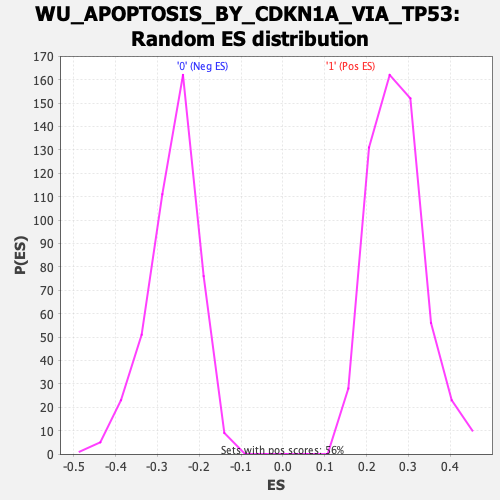 WU_APOPTOSIS_BY_CDKN1A_VIA_TP53:
Random ES distribution
'0' (Neg ES)
'1' (Pos ES)
170
160
150
140
130
120
110
100
90
80
70
60
50
40
30
20
10
0
P(ES)
Sets with pos scores: 56%
-0.5 -0.4 -0.3 -0.2 -0.1 0.0 0.1 0.2 0.3 0.4
ES